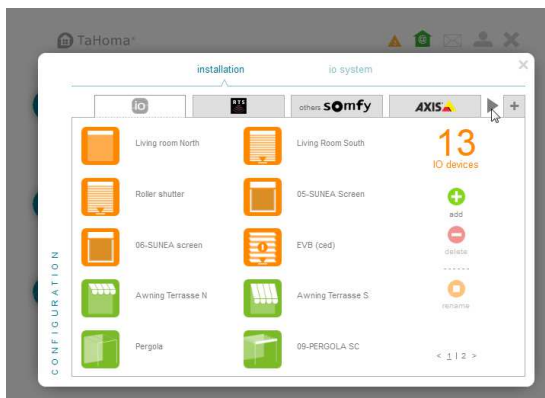 TaHoma®
installation io system
io RTS others sOmfy AXIS +
Living room North Living Room South
13
IO devices
Roller shutter 05-SUNEA Screen
add
06-SUNEA screen EVB (ced)
delete
Awning Terrasse N Awning Terrasse S
rename
Pergola 09-PERGOLA SC
< 1 | 2 >
CONFIGURATION